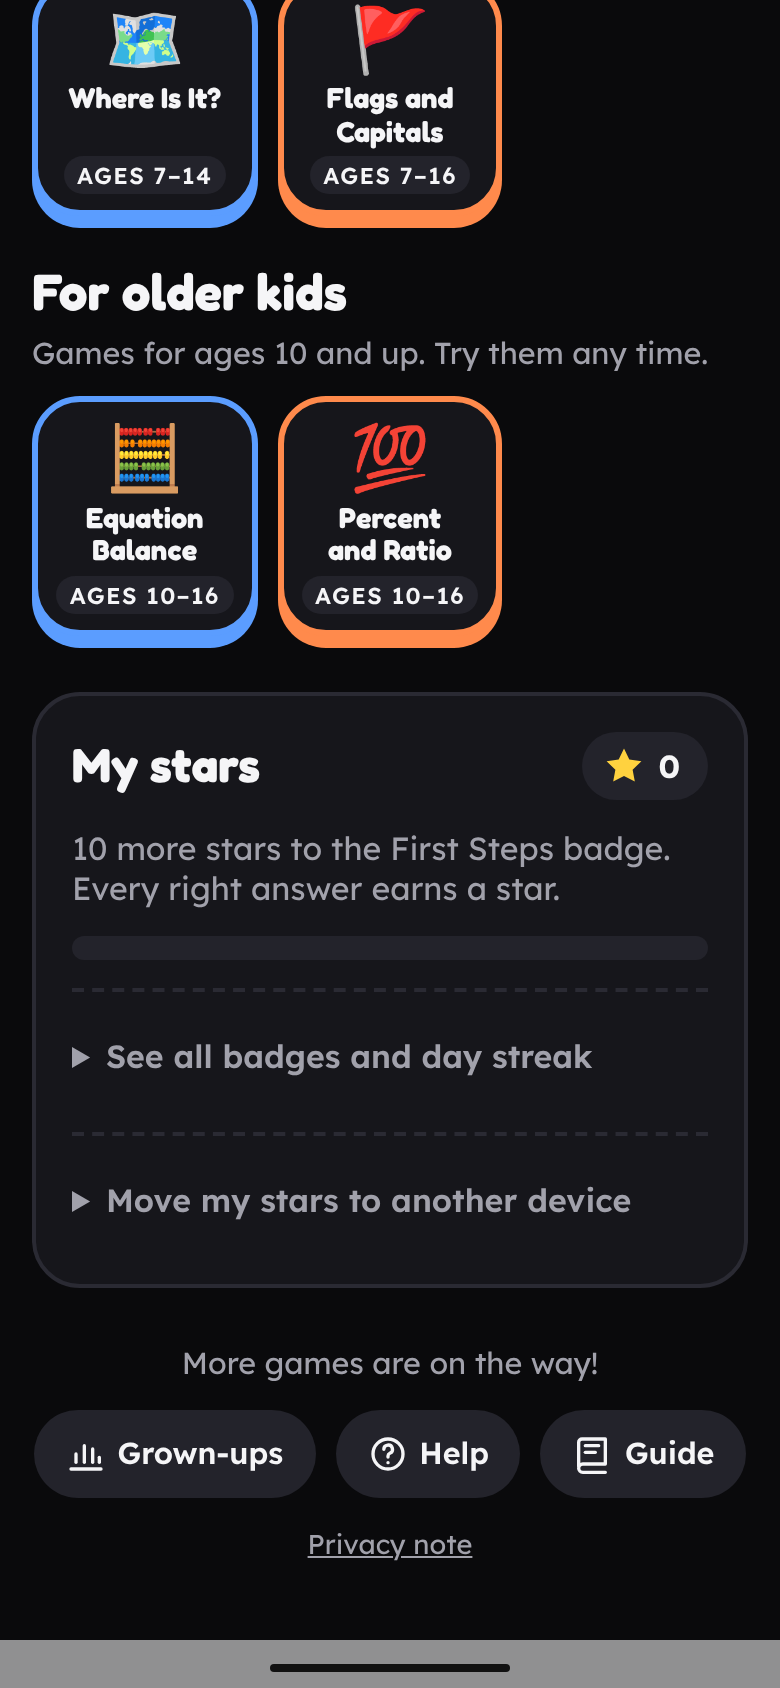 Where Is It?
AGES 7–14
Flags and
Capitals
AGES 7–16
For older kids
Games for ages 10 and up. Try them any time.
Equation
Balance
AGES 10–16
100
Percent
and Ratio
AGES 10–16
My stars
0
10 more stars to the First Steps badge.
Every right answer earns a star.
See all badges and day streak
Move my stars to another device
More games are on the way!
Grown-ups
Help
Guide
Privacy note